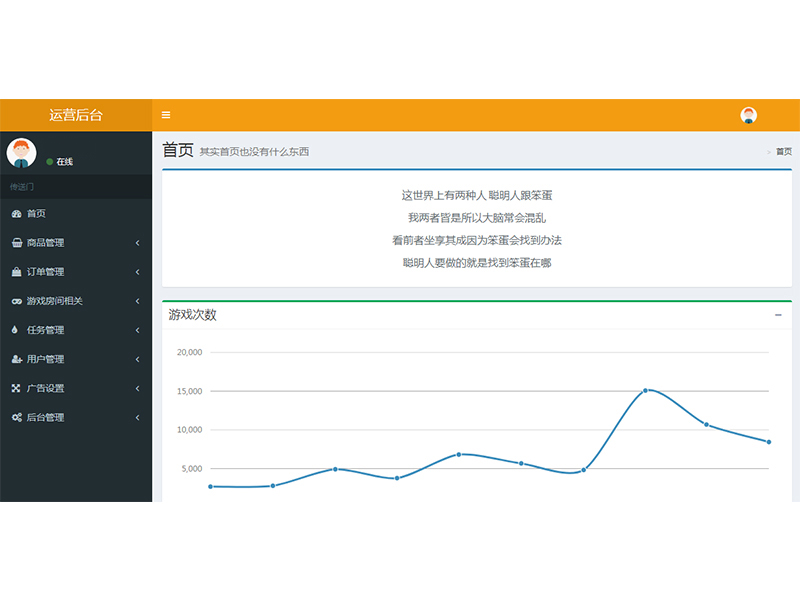 运营后台
在线
传送门
首页
商品管理
订单管理
游戏房间相关
任务管理
用户管理
广告设置
后台管理
首页 其实首页也没有什么东西
首页
这世界上有两种人 聪明人跟笨蛋
我两者皆是所以大脑常会混乱
看前者坐享其成因为笨蛋会找到办法
聪明人要做的就是找到笨蛋在哪
游戏次数
20,000
15,000
10,000
5,000